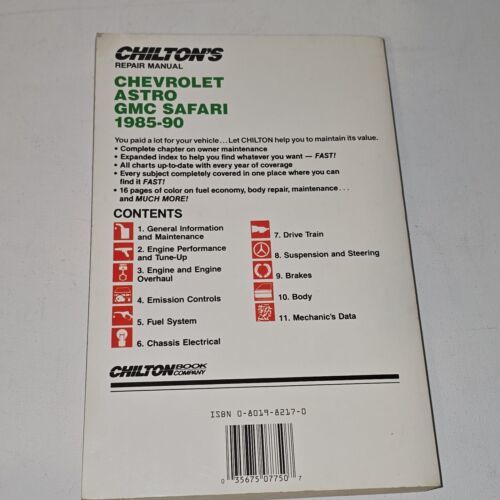 CHILTON'S
REPAIR MANUAL
CHEVROLET
ASTRO
GMC SAFARI
1985-90
You paid a lot for your vehicle...Let CHILTON help you to maintain its value.
• Complete chapter on owner maintenance
• Expanded index to help you find whatever you want — FAST!
• All charts up-to-date with every year of coverage
• Every subject completely covered in one place where you can
find it FAST!
• 16 pages of color on fuel economy, body repair, maintenance...
and MUCH MORE!
CONTENTS
1. General Information
and Maintenance
2. Engine Performance
and Tune-Up
3. Engine and Engine
Overhaul
4. Emission Controls
5. Fuel System
6. Chassis Electrical
7. Drive Train
8. Suspension and Steering
9. Brakes
10. Body
11. Mechanic's Data
CHILTON BOOK
COMPANY
ISBN 0-8019-8217-0
0 35675 07750 7